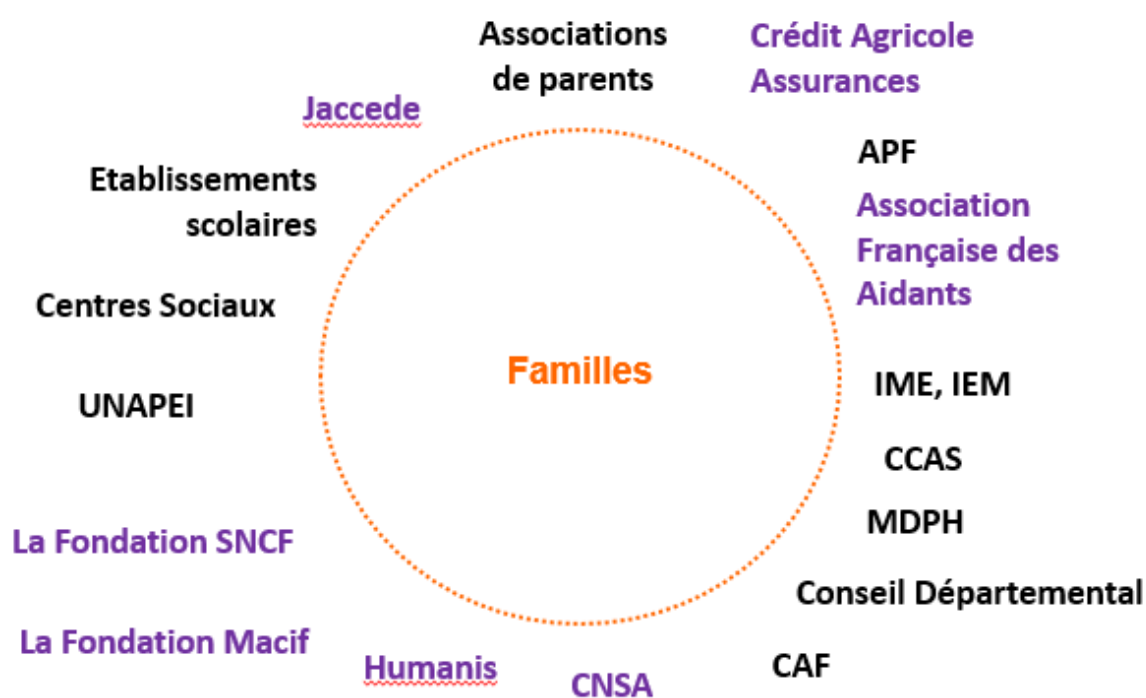 Associations
de parents
Crédit Agricole
Assurances
Jaccede
APF
Etablissements
scolaires
Association
Française des
Aidants
Centres Sociaux
Familles
IME, IEM
UNAPEI
CCAS
MDPH
La Fondation SNCF
Conseil Départemental
La Fondation Macif
Humanis
CNSA
CAF